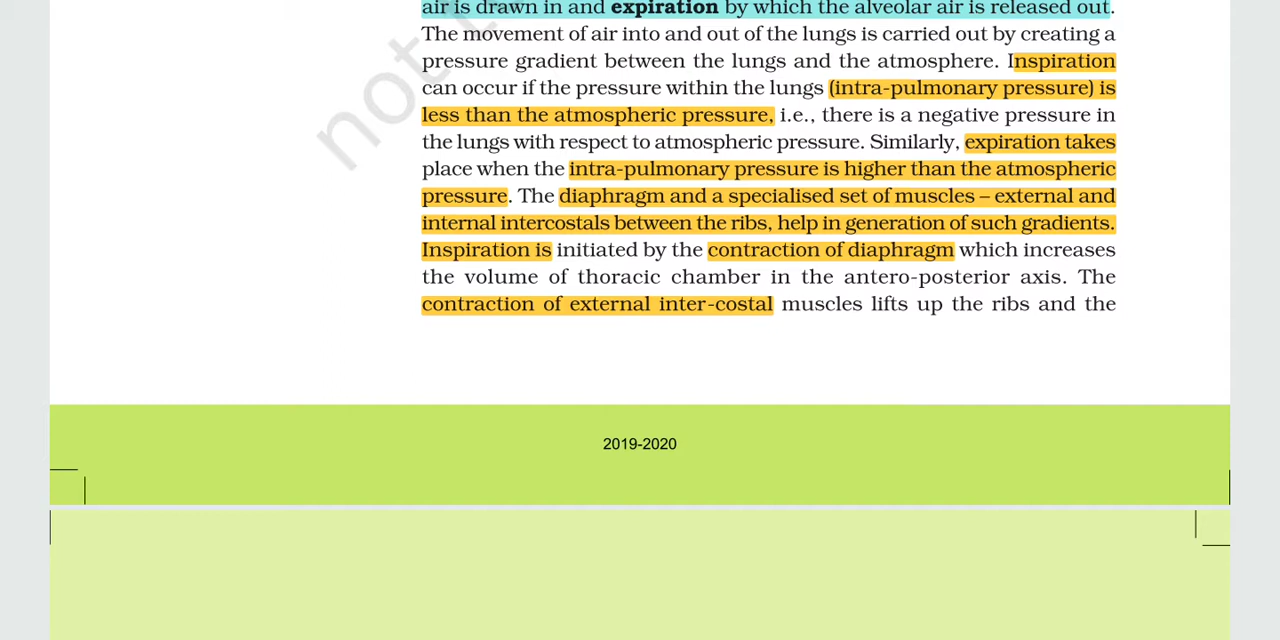 air is drawn in and expiration by which the alveolar air is released out.
The movement of air into and out of the lungs is carried out by creating a
pressure gradient between the lungs and the atmosphere. Inspiration
can occur if the pressure within the lungs (intra-pulmonary pressure) is
less than the atmospheric pressure, i.e., there is a negative pressure in
the lungs with respect to atmospheric pressure. Similarly, expiration takes
place when the intra-pulmonary pressure is higher than the atmospheric
pressure. The diaphragm and a specialised set of muscles – external and
internal intercostals between the ribs, help in generation of such gradients.
Inspiration is initiated by the contraction of diaphragm which increases
the volume of thoracic chamber in the antero-posterior axis. The
contraction of external inter-costal muscles lifts up the ribs and the
not
2019-2020